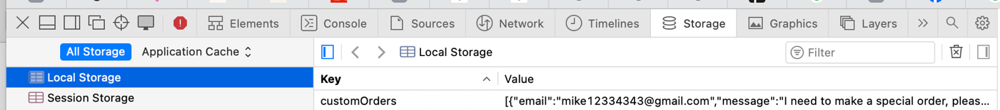 Elements Console Sources Network Timelines Storage Graphics Layers
All Storage Application Cache Local Storage Filter
Local Storage Key Value
Session Storage customOrders [{"email":"mike12334343@gmail.com","message":"I need to make a special order, pleas...